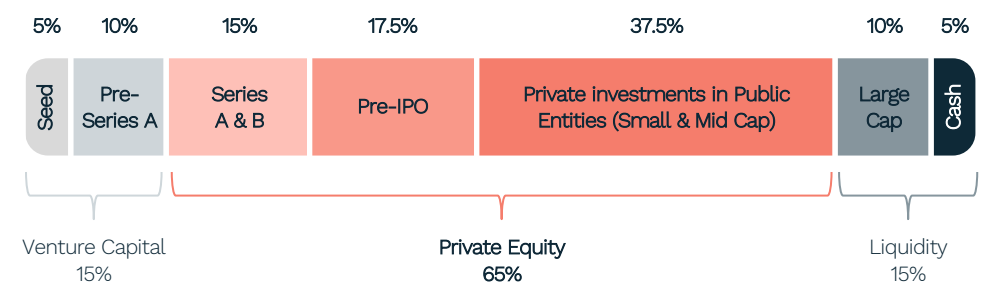 5%
10%
15%
17.5%
37.5%
10%
5%
Seed
Pre-
Series A
Series
A & B
Pre-IPO
Private investments in Public
Entities (Small & Mid Cap)
Large
Cap
Cash
Venture Capital
15%
Private Equity
65%
Liquidity
15%